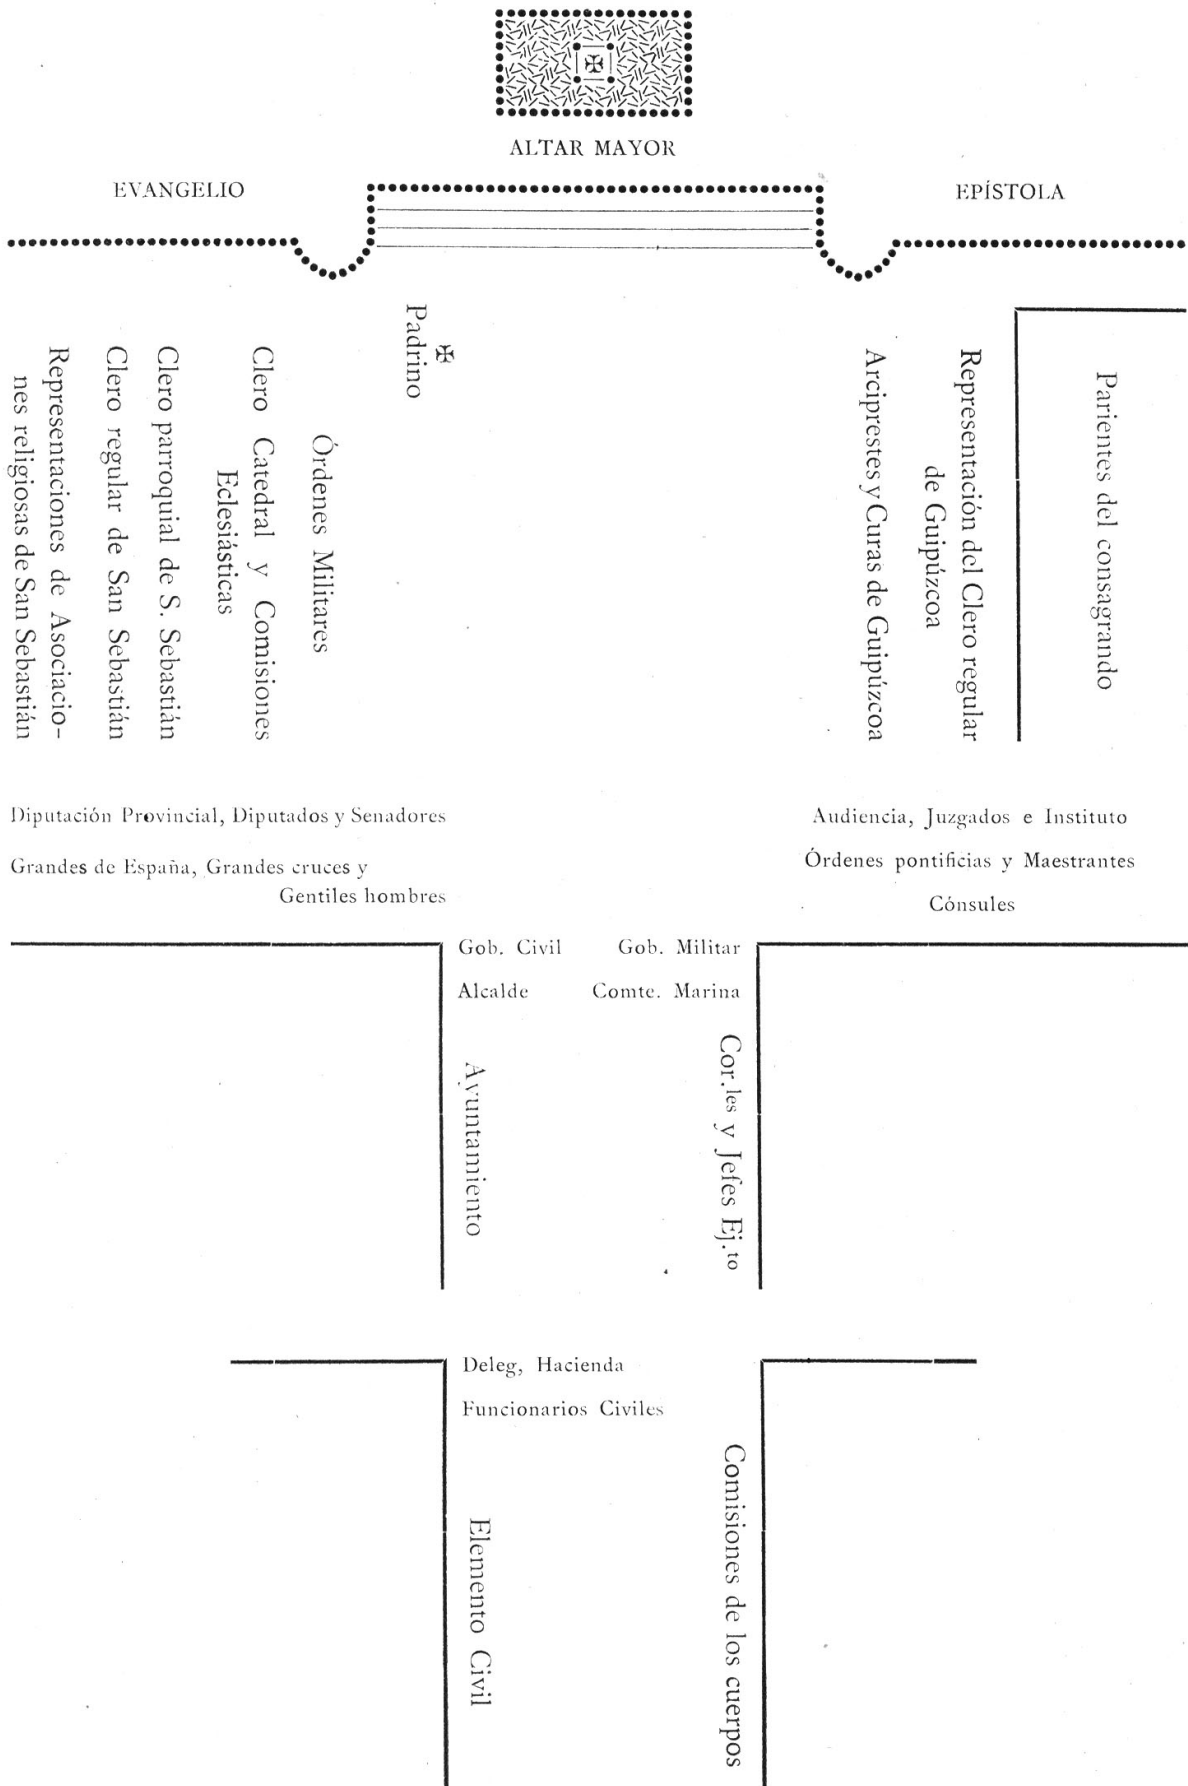 ALTAR MAYOR
EVANGELIO
EPÍSTOLA
✠
Padrino
Órdenes Militares
Clero Catedral y Comisiones
Eclesiásticas
Clero parroquial de S. Sebastián
Clero regular de San Sebastián
Representaciones de Asociacio-
nes religiosas de San Sebastián
Parientes del consagrando
Representación del Clero regular
de Guipúzcoa
Arciprestes y Curas de Guipúzcoa
Diputación Provincial, Diputados y Senadores
Grandes de España, Grandes cruces y
Gentiles hombres
Audiencia, Juzgados e Instituto
Órdenes pontificias y Maestrantes
Cónsules
Gob. Civil Gob. Militar
Alcalde Comte. Marina
Ayuntamiento
Cor.les y Jefes Ej.to
Deleg, Hacienda
Funcionarios Civiles
Elemento Civil
Comisiones de los cuerpos